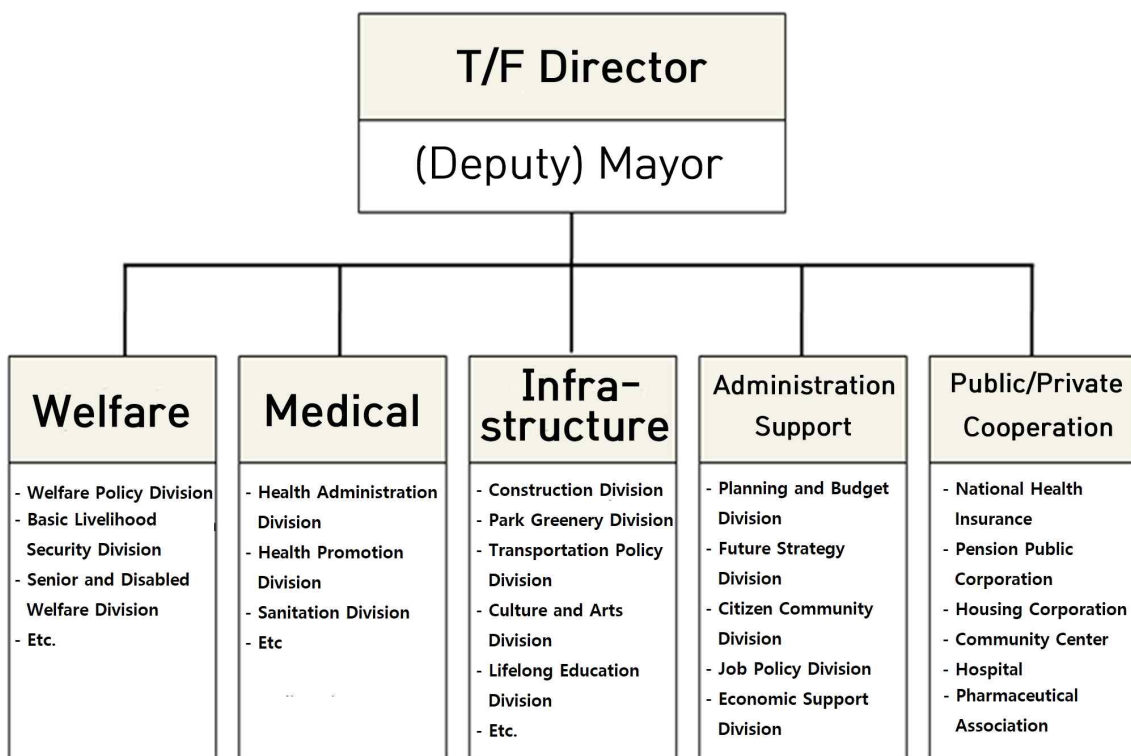 T/F Director
(Deputy) Mayor
Welfare
- Welfare Policy Division
- Basic Livelihood
Security Division
- Senior and Disabled
Welfare Division
- Etc.
Medical
- Health Administration
Division
- Health Promotion
Division
- Sanitation Division
- Etc
Infra-
structure
- Construction Division
- Park Greenery Division
- Transportation Policy
Division
- Culture and Arts
Division
- Lifelong Education
Division
- Etc.
Administration
Support
- Planning and Budget
Division
- Future Strategy
Division
- Citizen Community
Division
- Job Policy Division
- Economic Support
Division
Public/Private
Cooperation
- National Health
Insurance
- Pension Public
Corporation
- Housing Corporation
- Community Center
- Hospital
- Pharmaceutical
Association